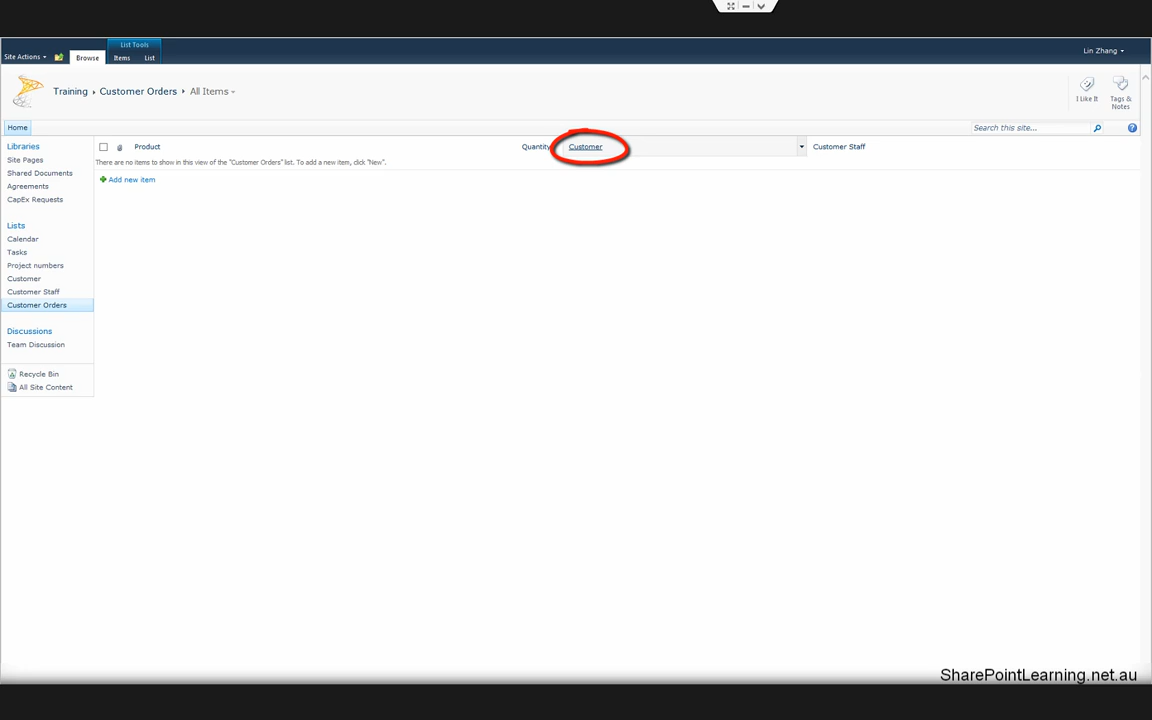 List Tools
Site Actions
Browse
Items
List
Lin Zhang
Training
Customer Orders
All Items
I Like It
Tags &
Notes
Home
Search this site...
Libraries
Site Pages
Shared Documents
Agreements
CapEx Requests
Lists
Calendar
Tasks
Project numbers
Customer
Customer Staff
Customer Orders
Discussions
Team Discussion
Recycle Bin
All Site Content
Product
Quantity
Customer
Customer Staff
There are no items to show in this view of the "Customer Orders" list. To add a new item, click "New".
Add new item
SharePointLearning.net.au